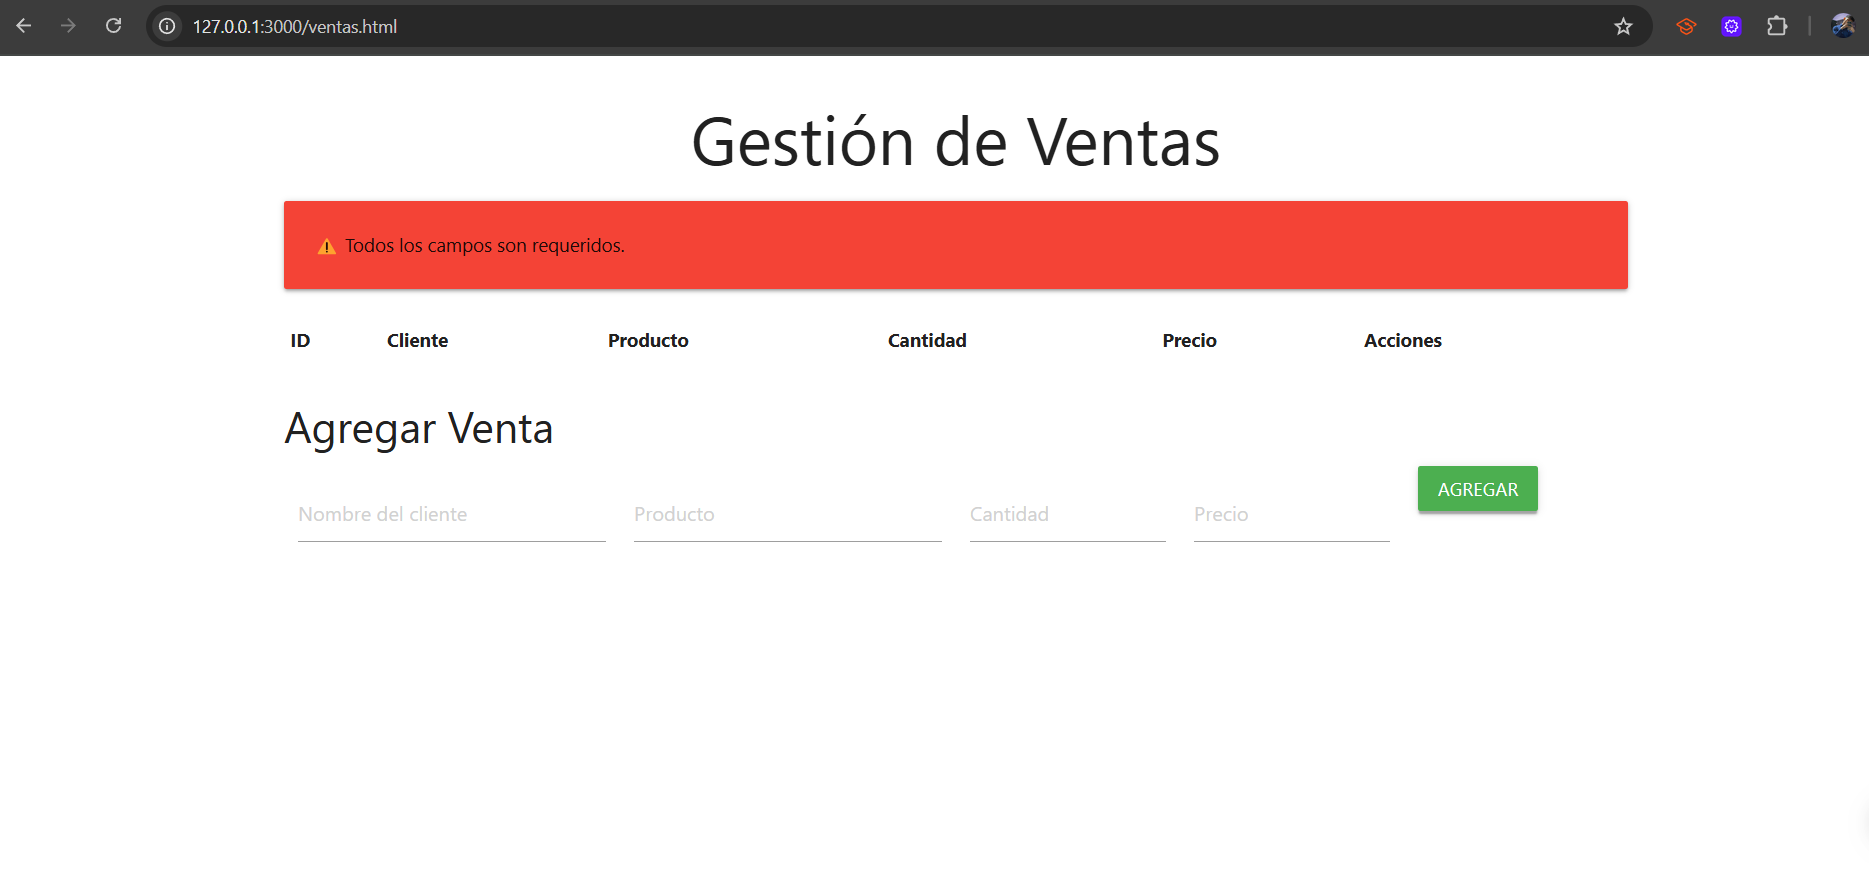 127.0.0.1:3000/ventas.html
Gestión de Ventas
⚠️ Todos los campos son requeridos.
ID Cliente Producto Cantidad Precio Acciones
Agregar Venta
Nombre del cliente Producto Cantidad Precio AGREGAR